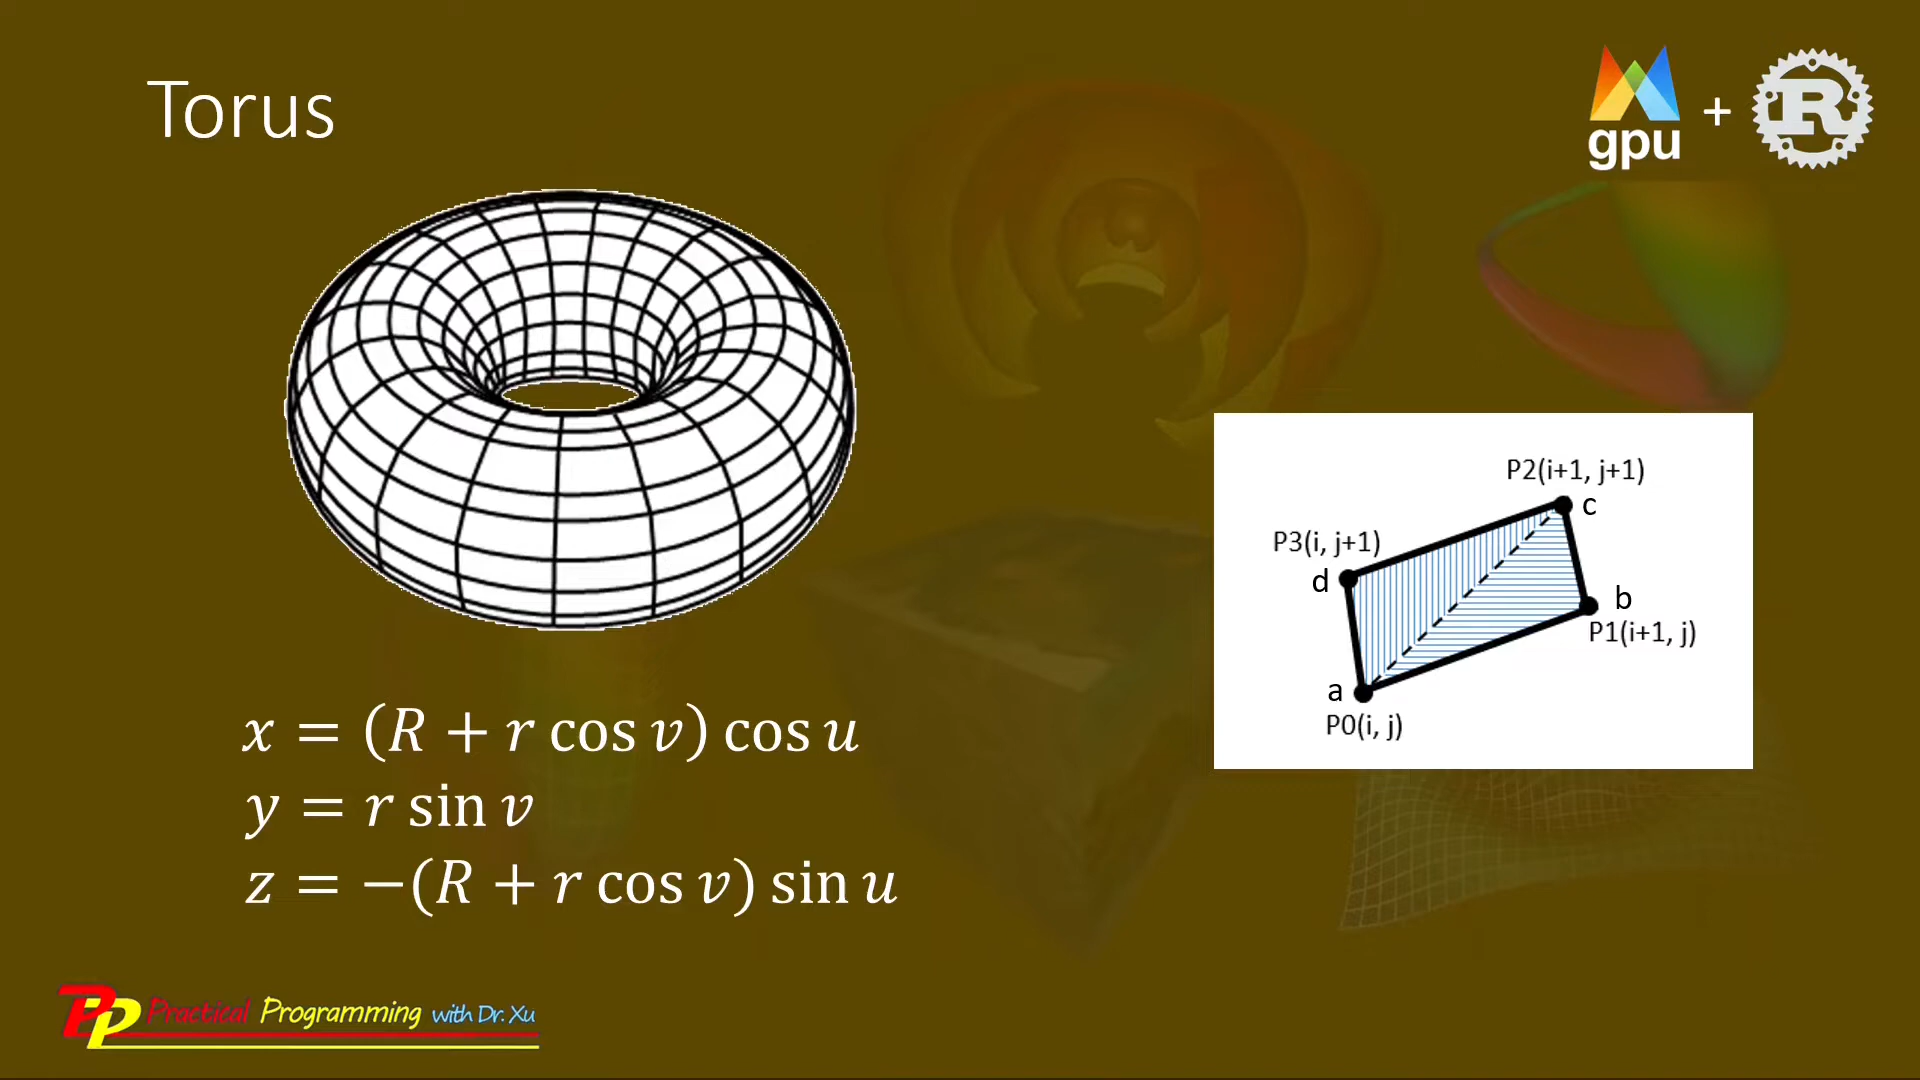 Torus
gpu + R
P2(i+1, j+1)
c
P3(i, j+1)
d
b
P1(i+1, j)
a
P0(i, j)
x = (R + r cos v) cos u
y = r sin v
z = −(R + r cos v) sin u
PP Practical Programming with Dr. Xu